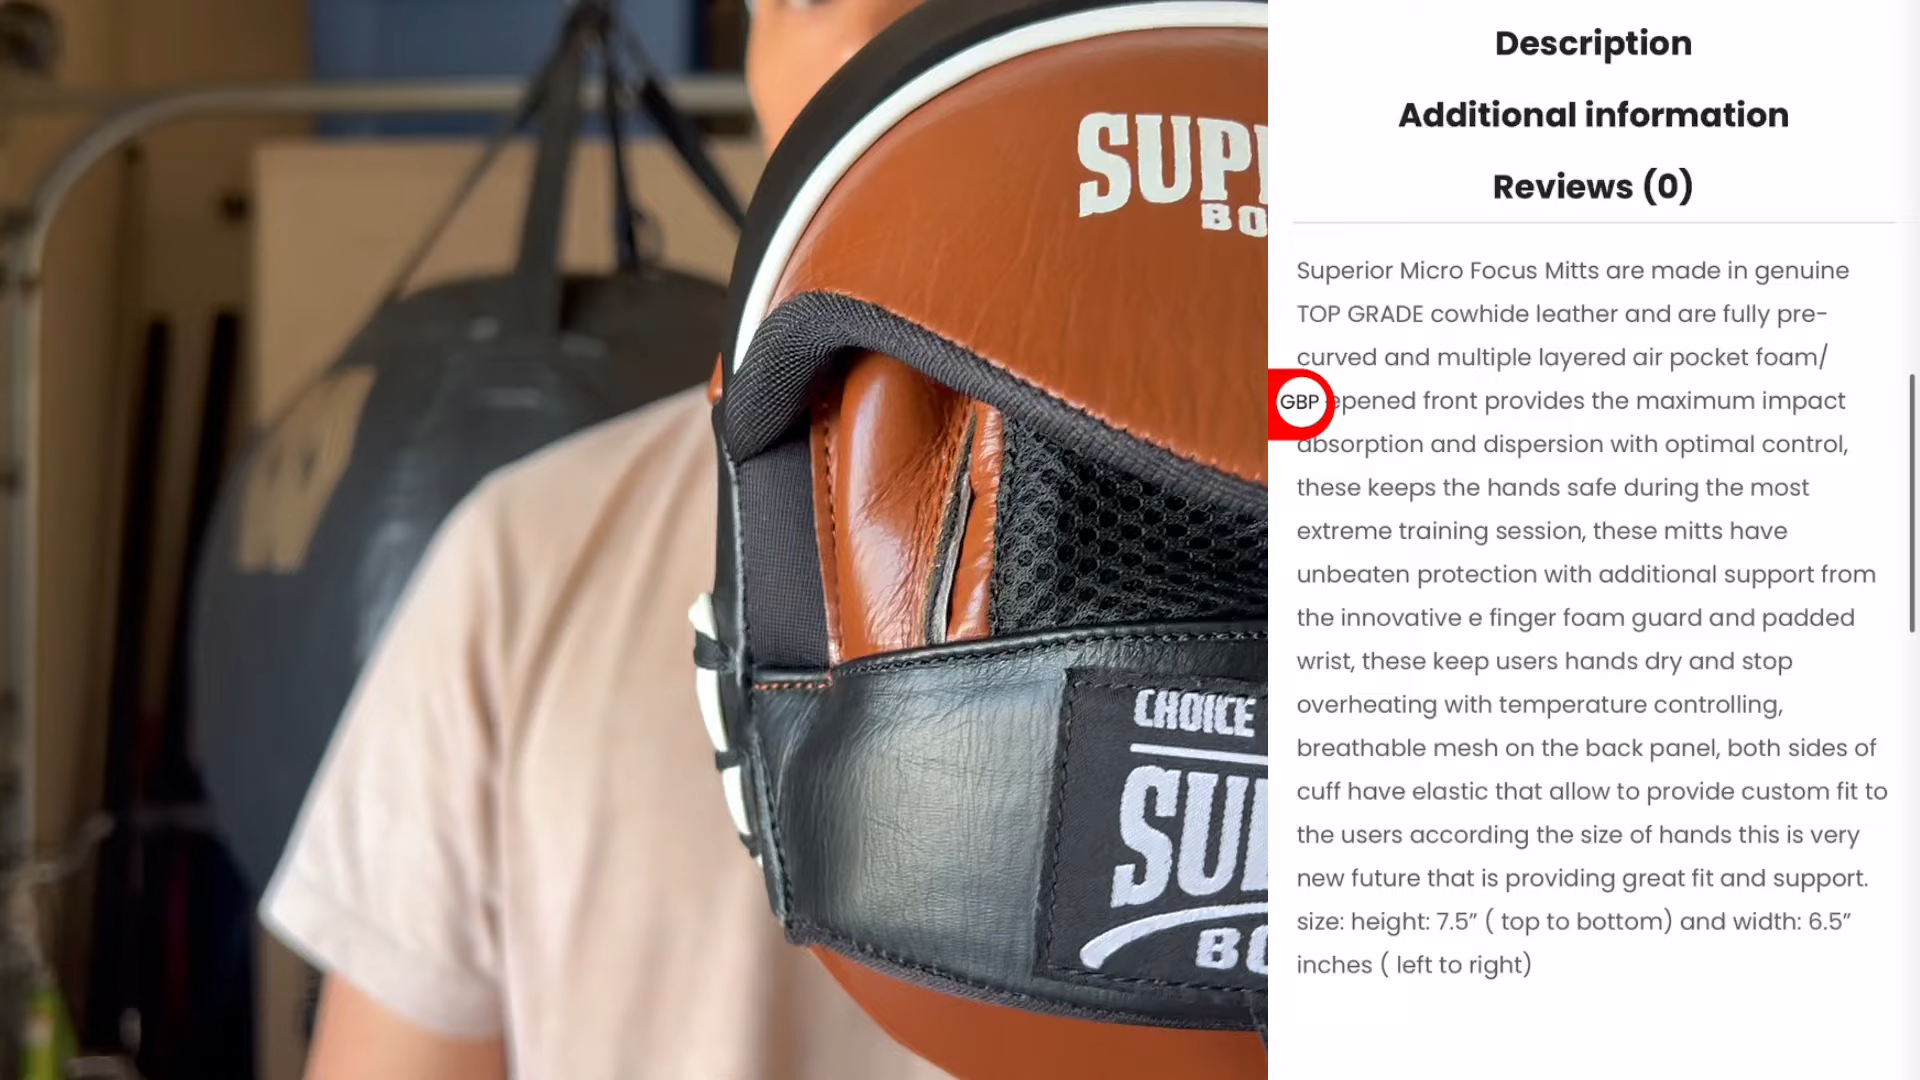 SUP
BO
CHOICE
SU
BO
Description
Additional information
Reviews (0)
Superior Micro Focus Mitts are made in genuine
TOP GRADE cowhide leather and are fully pre-
curved and multiple layered air pocket foam/
GBP
epened front provides the maximum impact
absorption and dispersion with optimal control,
these keeps the hands safe during the most
extreme training session, these mitts have
unbeaten protection with additional support from
the innovative e finger foam guard and padded
wrist, these keep users hands dry and stop
overheating with temperature controlling,
breathable mesh on the back panel, both sides of
cuff have elastic that allow to provide custom fit to
the users according the size of hands this is very
new future that is providing great fit and support.
size: height: 7.5” ( top to bottom) and width: 6.5”
inches ( left to right)